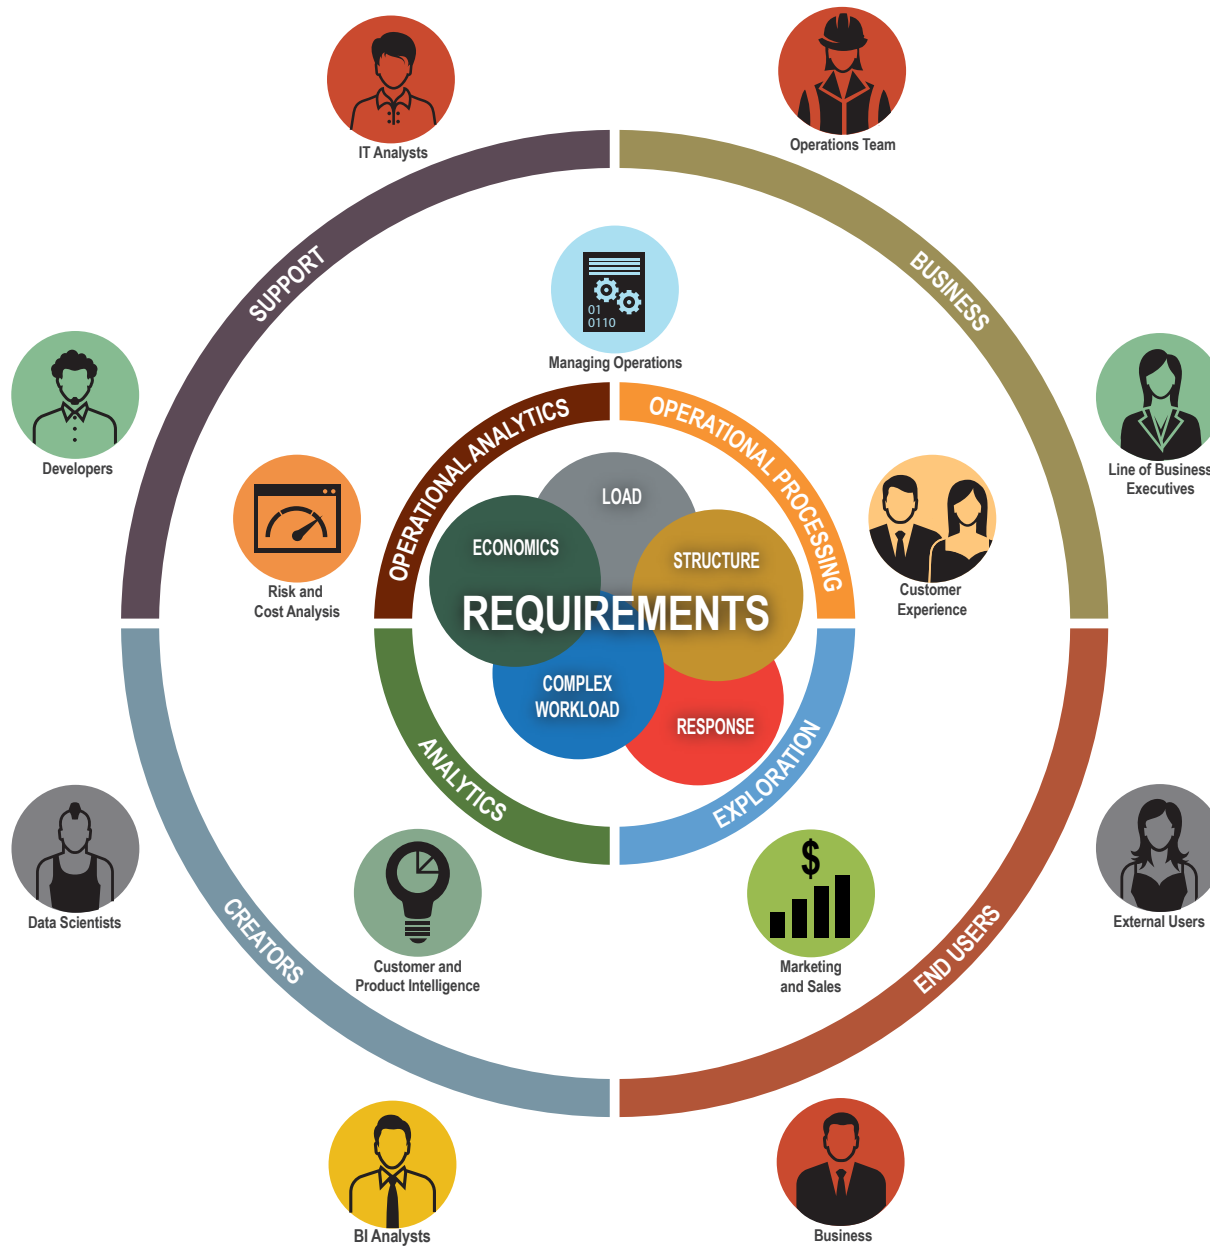 IT Analysts
Operations Team
SUPPORT
BUSINESS
01
0110
Managing Operations
Developers
Line of Business
Executives
OPERATIONAL ANALYTICS
OPERATIONAL PROCESSING
LOAD
ECONOMICS
STRUCTURE
REQUIREMENTS
COMPLEX
WORKLOAD
RESPONSE
Risk and
Cost Analysis
Customer
Experience
ANALYTICS
EXPLORATION
$
Data Scientists
External Users
CREATORS
END USERS
Customer and
Product Intelligence
Marketing
and Sales
BI Analysts
Business